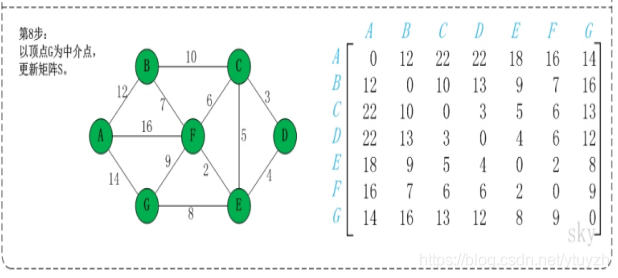 第8步:
以顶点G为中介点,
更新矩阵S。
A B C D E F G
A 0 12 22 22 18 16 14
B 12 0 10 13 9 7 16
C 22 10 0 3 5 6 13
D 22 13 3 0 4 6 12
E 18 9 5 4 0 2 8
F 16 7 6 6 2 0 9
G 14 16 13 12 8 9 0
B 10 C
12 7 6 3
A 16 F 5 D
14 9 2 4
G 8 E
sky
https://blog.csdn.net/ytuyzh